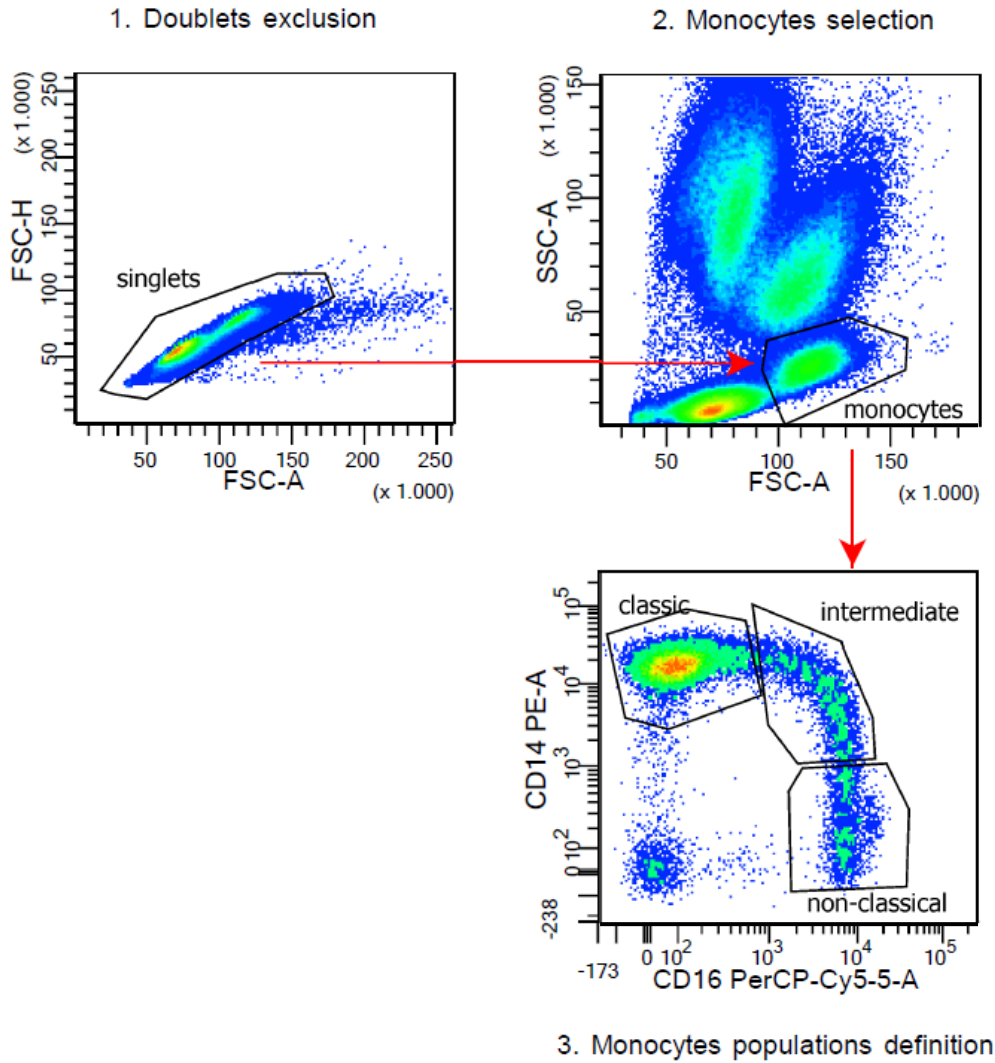 1. Doublets exclusion
2. Monocytes selection
250
200
150
100
50
(x 1.000)
FSC-H
singlets
50 100 150 200 250
FSC-A
(x 1.000)
150
100
50
(x 1.000)
SSC-A
monocytes
50 100 150
FSC-A
(x 1.000)
classic
intermediate
non-classical
10^5
10^4
10^3
10^2
0
-238
CD14 PE-A
-173 0 10^2 10^3 10^4 10^5
CD16 PerCP-Cy5-5-A
3. Monocytes populations definition